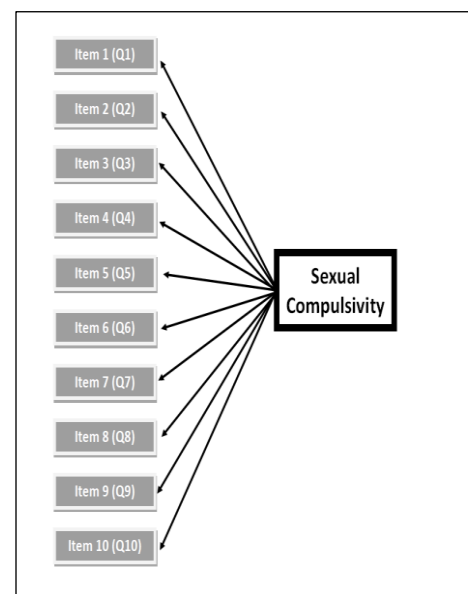 Item 1 (Q1)
Item 2 (Q2)
Item 3 (Q3)
Item 4 (Q4)
Item 5 (Q5)
Item 6 (Q6)
Item 7 (Q7)
Item 8 (Q8)
Item 9 (Q9)
Item 10 (Q10)
Sexual
Compulsivity